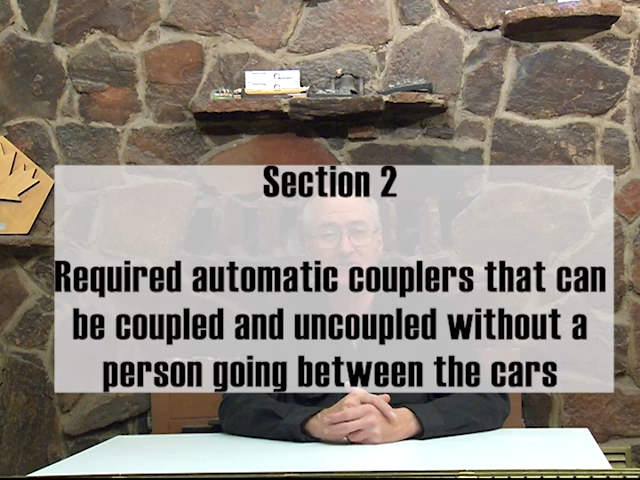 Section 2
Required automatic couplers that can
be coupled and uncoupled without a
person going between the cars